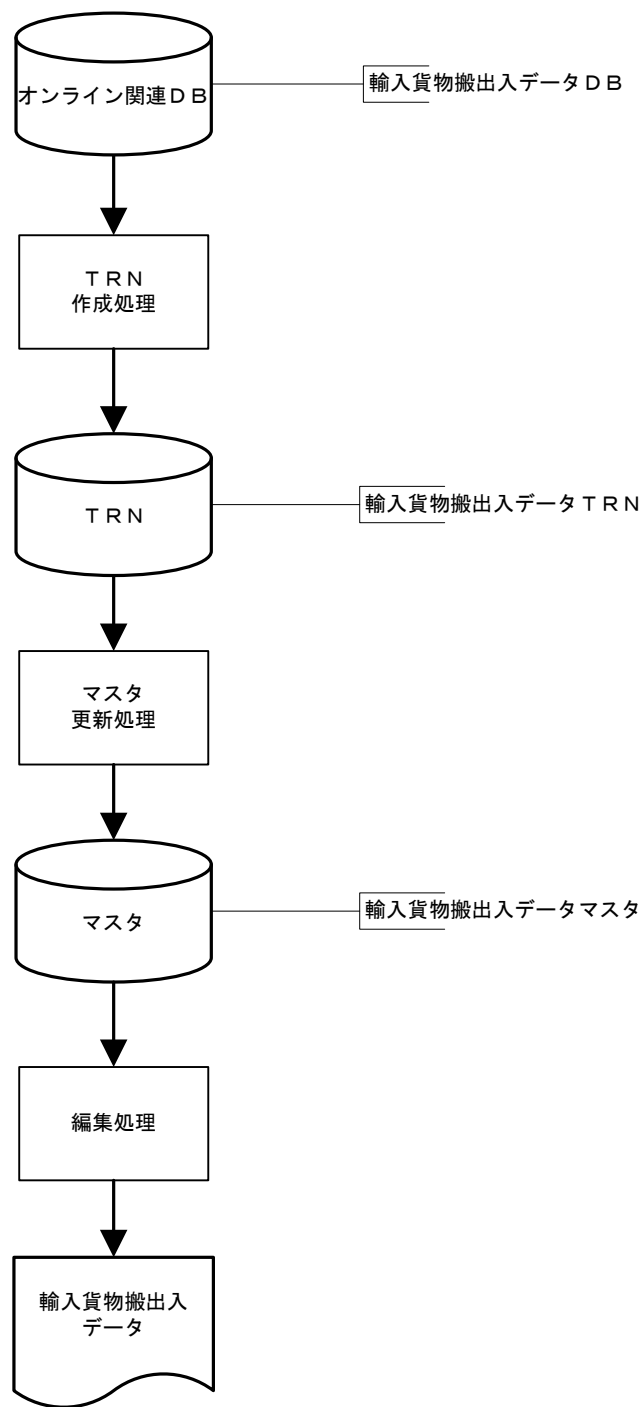 オンライン関連ＤＢ
輸入貨物搬出入データＤＢ
ＴＲＮ
作成処理
ＴＲＮ
輸入貨物搬出入データＴＲＮ
マスタ
更新処理
マスタ
輸入貨物搬出入データマスタ
編集処理
輸入貨物搬出入
データ